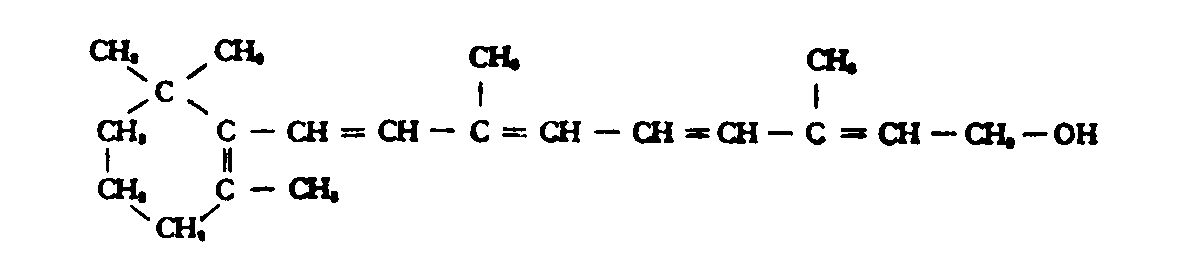 CH₃ CH₃ CH₃ CH₃
C
CH₂ C – CH = CH – C = CH – CH = CH – C = CH – CH₂ – OH
CH₂ C – CH₃
CH₂